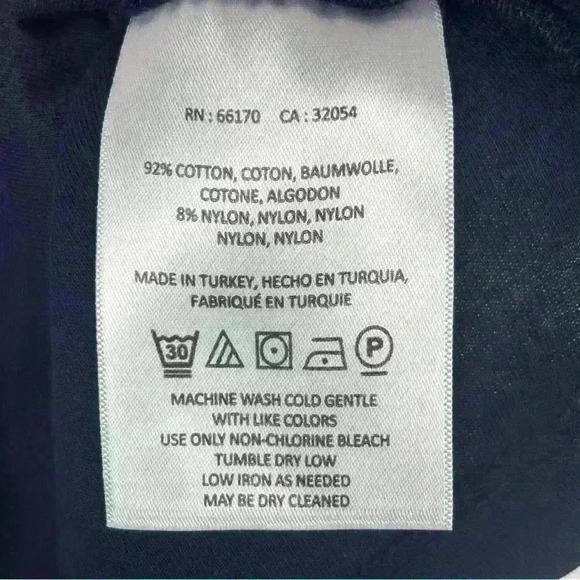 RN : 66170 CA : 32054
92% COTTON, COTON, BAUMWOLLE,
COTONE, ALGODON
8% NYLON, NYLON, NYLON
NYLON, NYLON
MADE IN TURKEY, HECHO EN TURQUIA,
FABRIQUÉ EN TURQUIE
30 P
MACHINE WASH COLD GENTLE
WITH LIKE COLORS
USE ONLY NON-CHLORINE BLEACH
TUMBLE DRY LOW
LOW IRON AS NEEDED
MAY BE DRY CLEANED